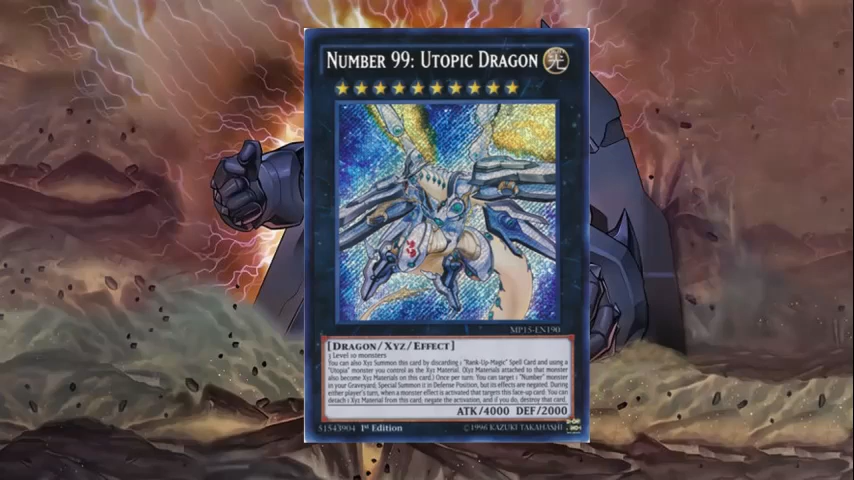 NUMBER 99: UTOPIC DRAGON
光
MP15-EN190
[DRAGON/XYZ/EFFECT]
3 Level 10 monsters
You can also Xyz Summon this card by discarding 1 "Rank-Up-Magic" Spell Card and using a
"Utopia" monster you control as the Xyz Material. (Xyz Materials attached to that monster
also become Xyz Materials on this card.) Once per turn: You can target 1 "Number" monster
in your Graveyard; Special Summon it in Defense Position, but its effects are negated. During
either player's turn, when a monster effect is activated that targets this face-up card: You can
detach 1 Xyz Material from this card; negate the activation, and if you do, destroy that card.
ATK/4000 DEF/2000
51543904 1st Edition © 1996 KAZUKI TAKAHASHI